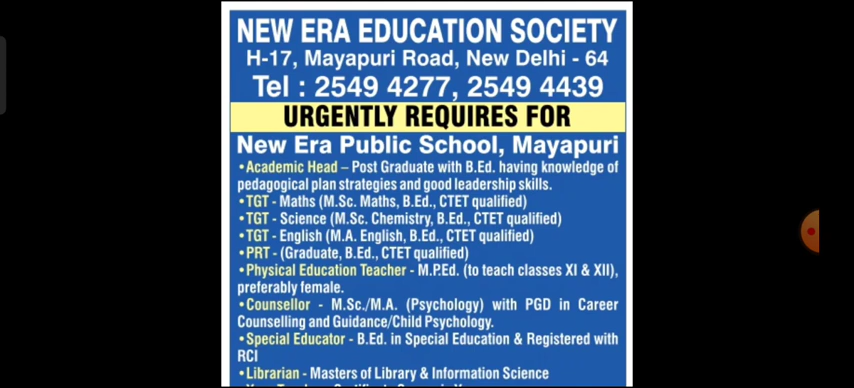 NEW ERA EDUCATION SOCIETY
H-17, Mayapuri Road, New Delhi - 64
Tel : 2549 4277, 2549 4439
URGENTLY REQUIRES FOR
New Era Public School, Mayapuri
•Academic Head – Post Graduate with B.Ed. having knowledge of
pedagogical plan strategies and good leadership skills.
•TGT - Maths (M.Sc. Maths, B.Ed., CTET qualified)
•TGT - Science (M.Sc. Chemistry, B.Ed., CTET qualified)
•TGT - English (M.A. English, B.Ed., CTET qualified)
•PRT - (Graduate, B.Ed., CTET qualified)
•Physical Education Teacher - M.P.Ed. (to teach classes XI & XII),
preferably female.
•Counsellor - M.Sc./M.A. (Psychology) with PGD in Career
Counselling and Guidance/Child Psychology.
•Special Educator - B.Ed. in Special Education & Registered with
RCI
•Librarian - Masters of Library & Information Science